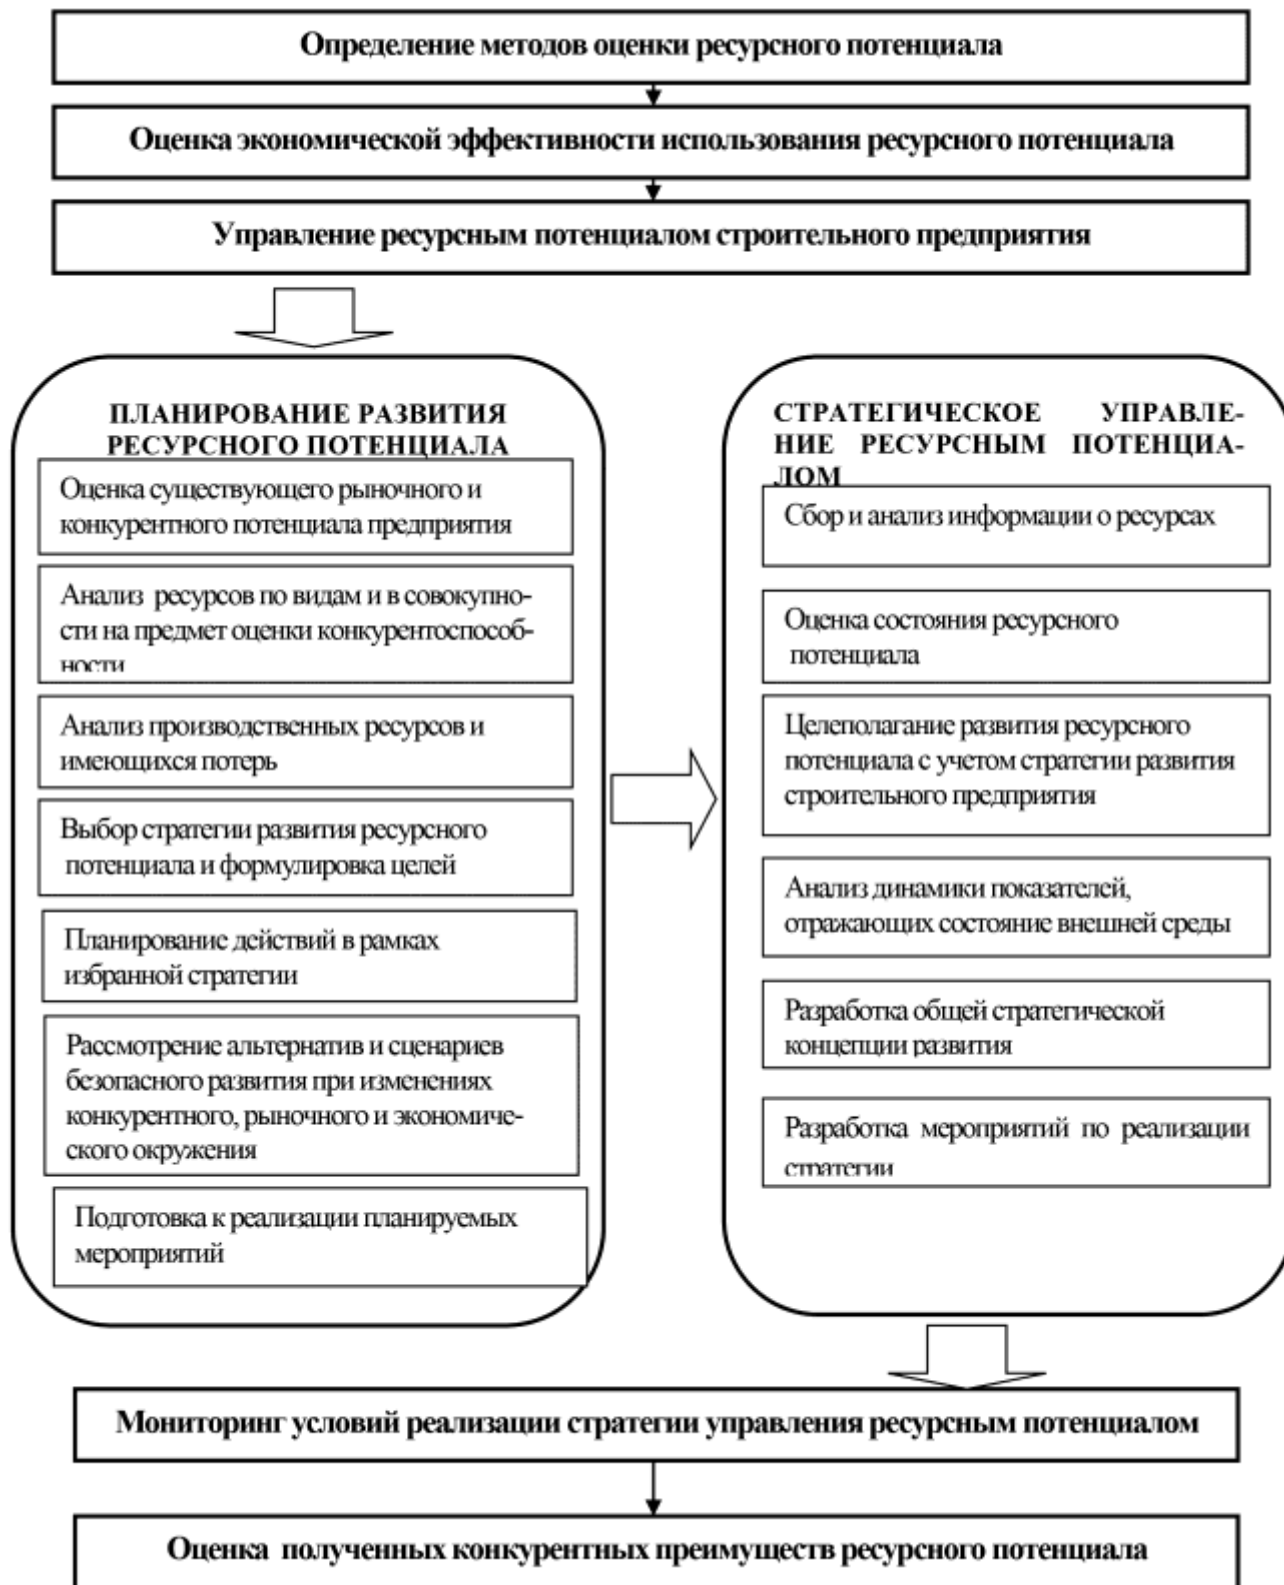 Определение методов оценки ресурсного потенциала
Оценка экономической эффективности использования ресурсного потенциала
Управление ресурсным потенциалом строительного предприятия
ПЛАНИРОВАНИЕ РАЗВИТИЯ
РЕСУРСНОГО ПОТЕНЦИАЛА
Оценка существующего рыночного и
конкурентного потенциала предприятия
Анализ ресурсов по видам и в совокупно-
сти на предмет оценки конкурентоспособ-
ности
Анализ производственных ресурсов и
имеющихся потерь
Выбор стратегии развития ресурсного
потенциала и формулировка целей
Планирование действий в рамках
избранной стратегии
Рассмотрение альтернатив и сценариев
безопасного развития при изменениях
конкурентного, рыночного и экономиче-
ского окружения
Подготовка к реализации планируемых
мероприятий
СТРАТЕГИЧЕСКОЕ УПРАВЛЕ-
НИЕ РЕСУРСНЫМ ПОТЕНЦИА-
ЛОМ
Сбор и анализ информации о ресурсах
Оценка состояния ресурсного
потенциала
Целеполагание развития ресурсного
потенциала с учетом стратегии развития
строительного предприятия
Анализ динамики показателей,
отражающих состояние внешней среды
Разработка общей стратегической
концепции развития
Разработка мероприятий по реализации
стратегии
Мониторинг условий реализации стратегии управления ресурсным потенциалом
Оценка полученных конкурентных преимуществ ресурсного потенциала